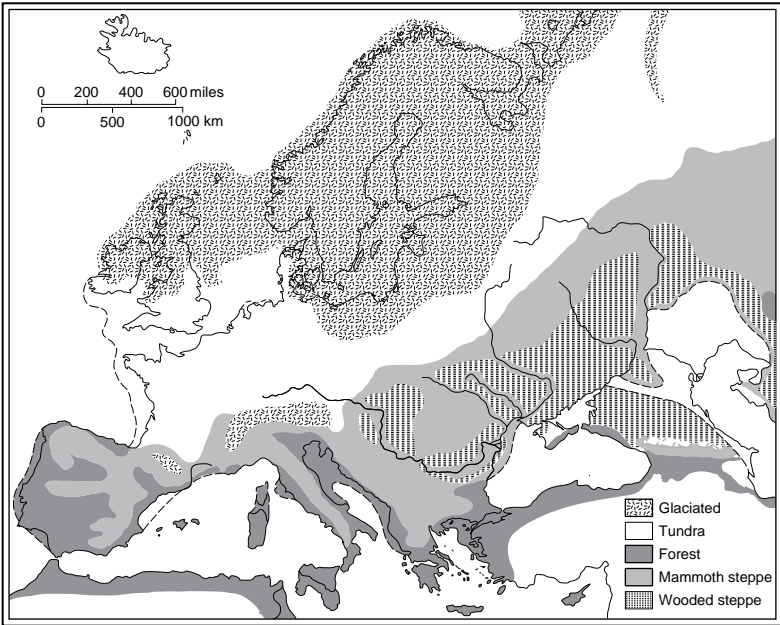 0 200 400 600 miles
0 500 1000 km
Glaciated
Tundra
Forest
Mammoth steppe
Wooded steppe